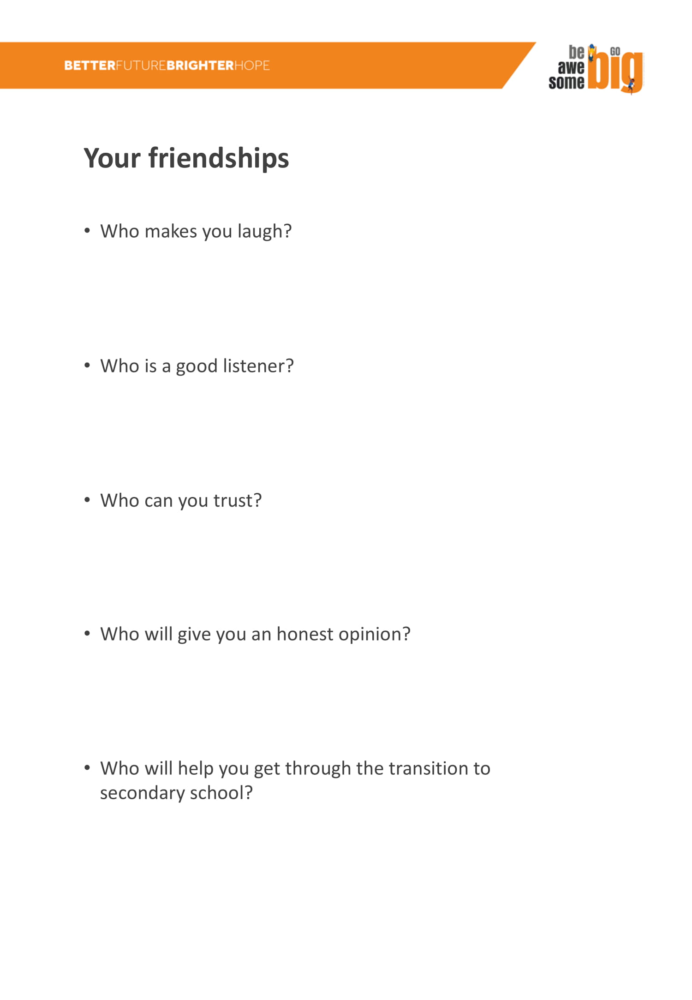 BETTERFUTUREBRIGHTERHOPE
be
awe
some
GO
big
Your friendships
• Who makes you laugh?
• Who is a good listener?
• Who can you trust?
• Who will give you an honest opinion?
• Who will help you get through the transition to
secondary school?